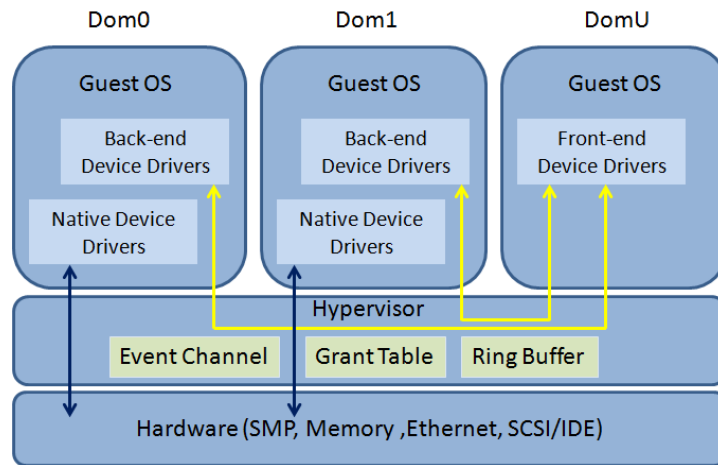 Dom0
Dom1
DomU
Guest OS
Guest OS
Guest OS
Back-end
Device Drivers
Back-end
Device Drivers
Front-end
Device Drivers
Native Device
Drivers
Native Device
Drivers
Hypervisor
Event Channel
Grant Table
Ring Buffer
Hardware (SMP, Memory ,Ethernet, SCSI/IDE)